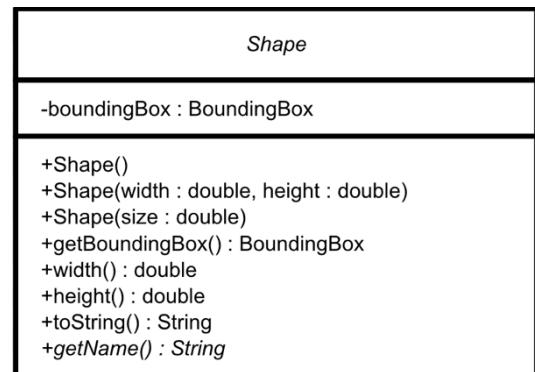 Shape
-boundingBox : BoundingBox
+Shape()
+Shape(width : double, height : double)
+Shape(size : double)
+getBoundingBox() : BoundingBox
+width() : double
+height() : double
+toString() : String
+getName() : String